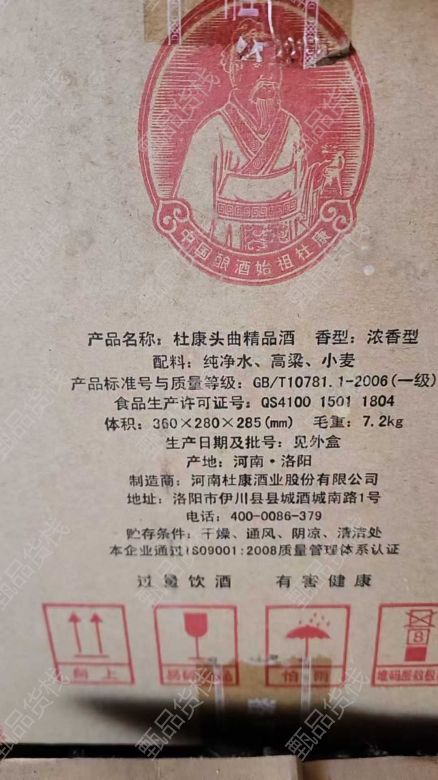 中国酿酒始祖杜康
产品名称：杜康头曲精品酒 香型：浓香型
配料：纯净水、高粱、小麦
产品标准号与质量等级：GB/T10781.1-2006(一级)
食品生产许可证号：QS4100 1501 1804
体积：360×280×285(mm) 毛重：7.2kg
生产日期及批号：见外盒
产地：河南·洛阳
制造商：河南杜康酒业股份有限公司
地址：洛阳市伊川县县城酒城南路1号
电话：400-0086-379
贮存条件：干燥、通风、阴凉、清洁处
本企业通过IS09001:2008质量管理体系认证
过量饮酒 有害健康
8
向上 怕雨
甄品货栈